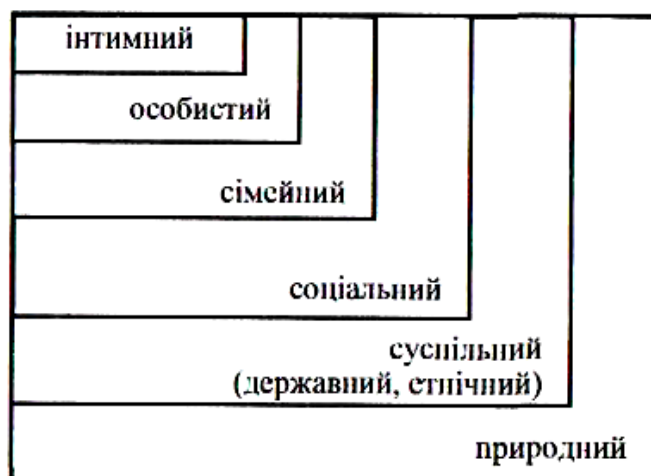 інтимний
особистий
сімейний
соціальний
суспільний
(державний, етнічний)
природний